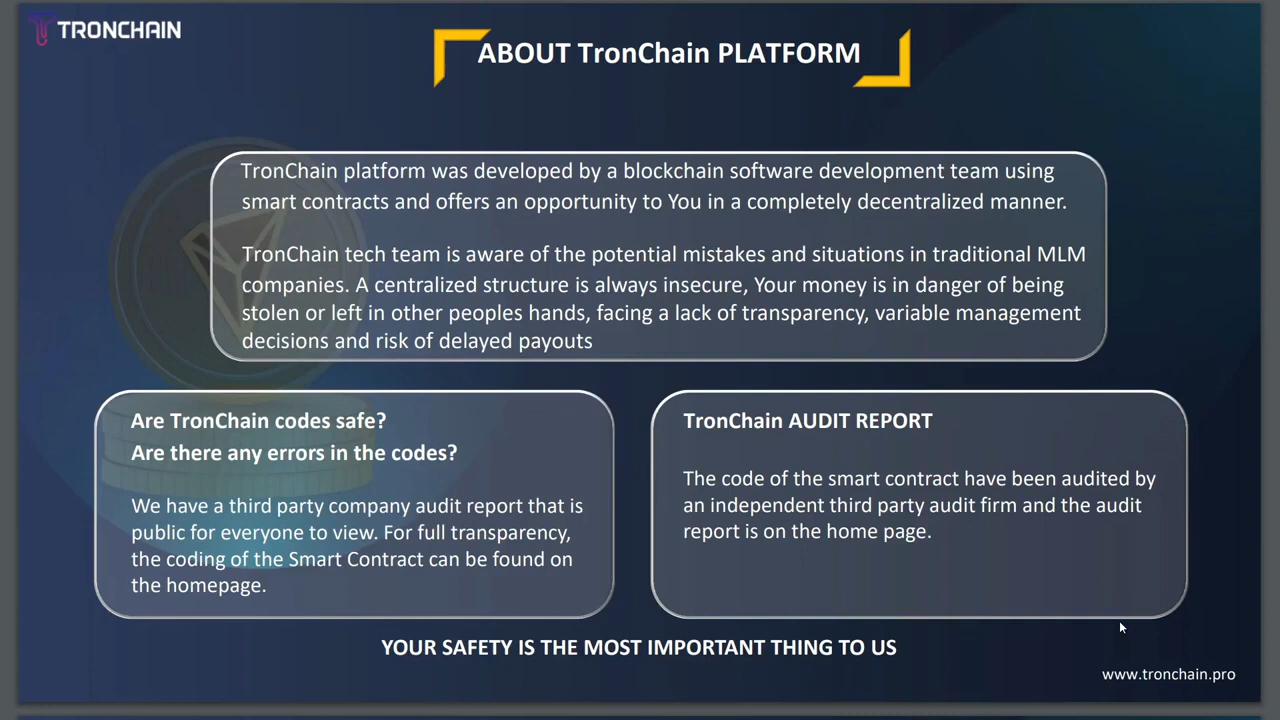 TRONCHAIN
ABOUT TronChain PLATFORM
TronChain platform was developed by a blockchain software development team using
smart contracts and offers an opportunity to You in a completely decentralized manner.
TronChain tech team is aware of the potential mistakes and situations in traditional MLM
companies. A centralized structure is always insecure, Your money is in danger of being
stolen or left in other peoples hands, facing a lack of transparency, variable management
decisions and risk of delayed payouts
Are TronChain codes safe?
Are there any errors in the codes?
We have a third party company audit report that is
public for everyone to view. For full transparency,
the coding of the Smart Contract can be found on
the homepage.
TronChain AUDIT REPORT
The code of the smart contract have been audited by
an independent third party audit firm and the audit
report is on the home page.
YOUR SAFETY IS THE MOST IMPORTANT THING TO US
www.tronchain.pro